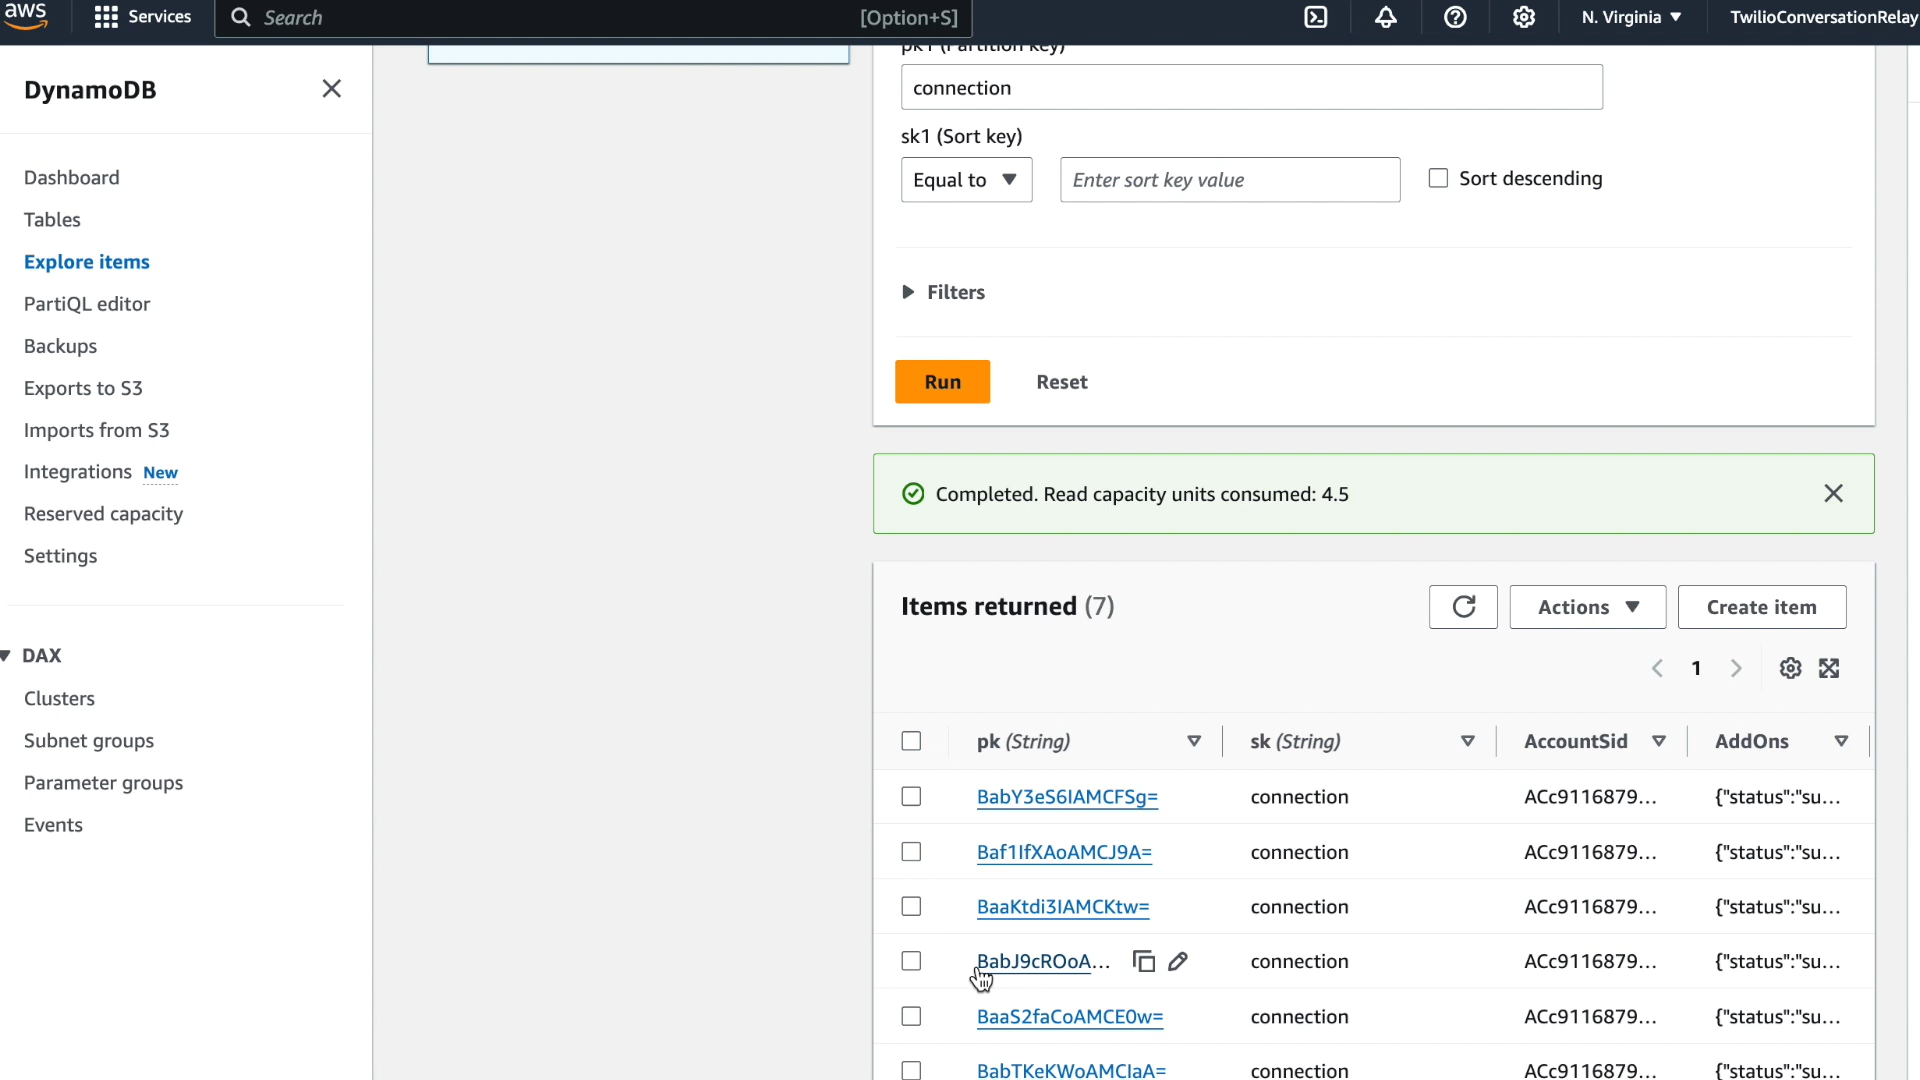 aws
Services
Search
[Option+S]
N. Virginia
TwilioConversationRelay
DynamoDB
Dashboard
Tables
Explore items
PartiQL editor
Backups
Exports to S3
Imports from S3
Integrations New
Reserved capacity
Settings
DAX
Clusters
Subnet groups
Parameter groups
Events
pk1 (Partition key)
connection
sk1 (Sort key)
Equal to
Enter sort key value
Sort descending
Filters
Run
Reset
Completed. Read capacity units consumed: 4.5
Items returned (7)
Actions
Create item
1
pk (String) sk (String) AccountSid AddOns
BabY3eS6IAMCFSg= connection ACc9116879... {"status":"su...
Baf1IfXAoAMCJ9A= connection ACc9116879... {"status":"su...
BaaKtdi3IAMCKtw= connection ACc9116879... {"status":"su...
BabJ9cROoA... connection ACc9116879... {"status":"su...
BaaS2faCoAMCE0w= connection ACc9116879... {"status":"su...
BabTKeKWoAMCIaA= connection ACc9116879... {"status":"su...